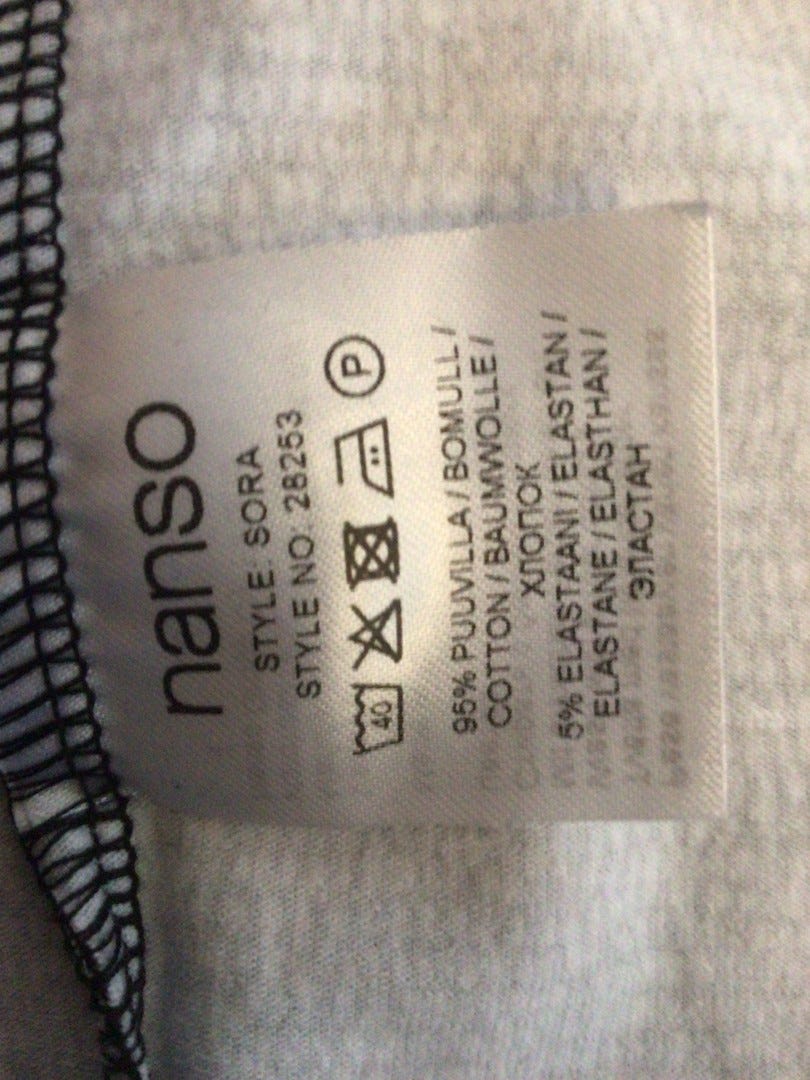 nanso
STYLE: SORA
STYLE NO: 28253
40 P
95% PUUVILLA / BOMULL /
COTTON / BAUMWOLLE /
ХЛОПОК
5% ELASTAANI / ELASTAN /
ELASTANE / ELASTHAN /
ЭЛАСТАН